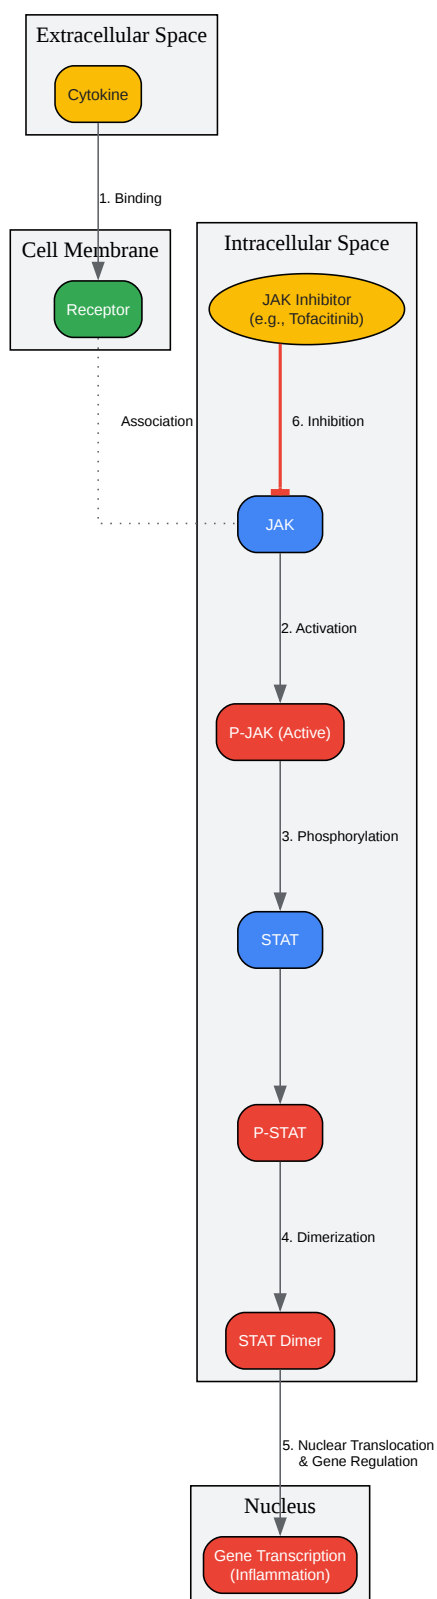 Extracellular Space
Cytokine
1. Binding
Cell Membrane
Receptor
Association
Intracellular Space
JAK Inhibitor
(e.g., Tofacitinib)
6. Inhibition
JAK
2. Activation
P-JAK (Active)
3. Phosphorylation
STAT
P-STAT
4. Dimerization
STAT Dimer
5. Nuclear Translocation
& Gene Regulation
Nucleus
Gene Transcription
(Inflammation)